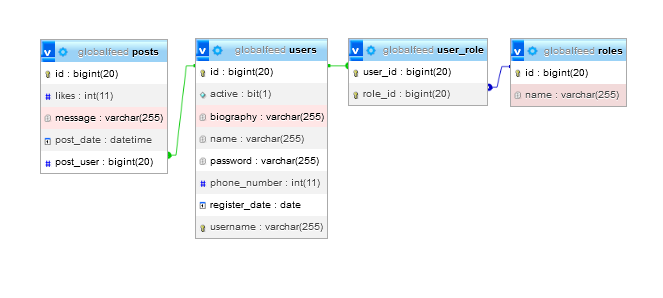 globalfeed posts
id : bigint(20)
likes : int(11)
message : varchar(255)
post_date : datetime
post_user : bigint(20)
globalfeed users
id : bigint(20)
active : bit(1)
biography : varchar(255)
name : varchar(255)
password : varchar(255)
phone_number : int(11)
register_date : date
username : varchar(255)
globalfeed user_role
user_id : bigint(20)
role_id : bigint(20)
globalfeed roles
id : bigint(20)
name : varchar(255)